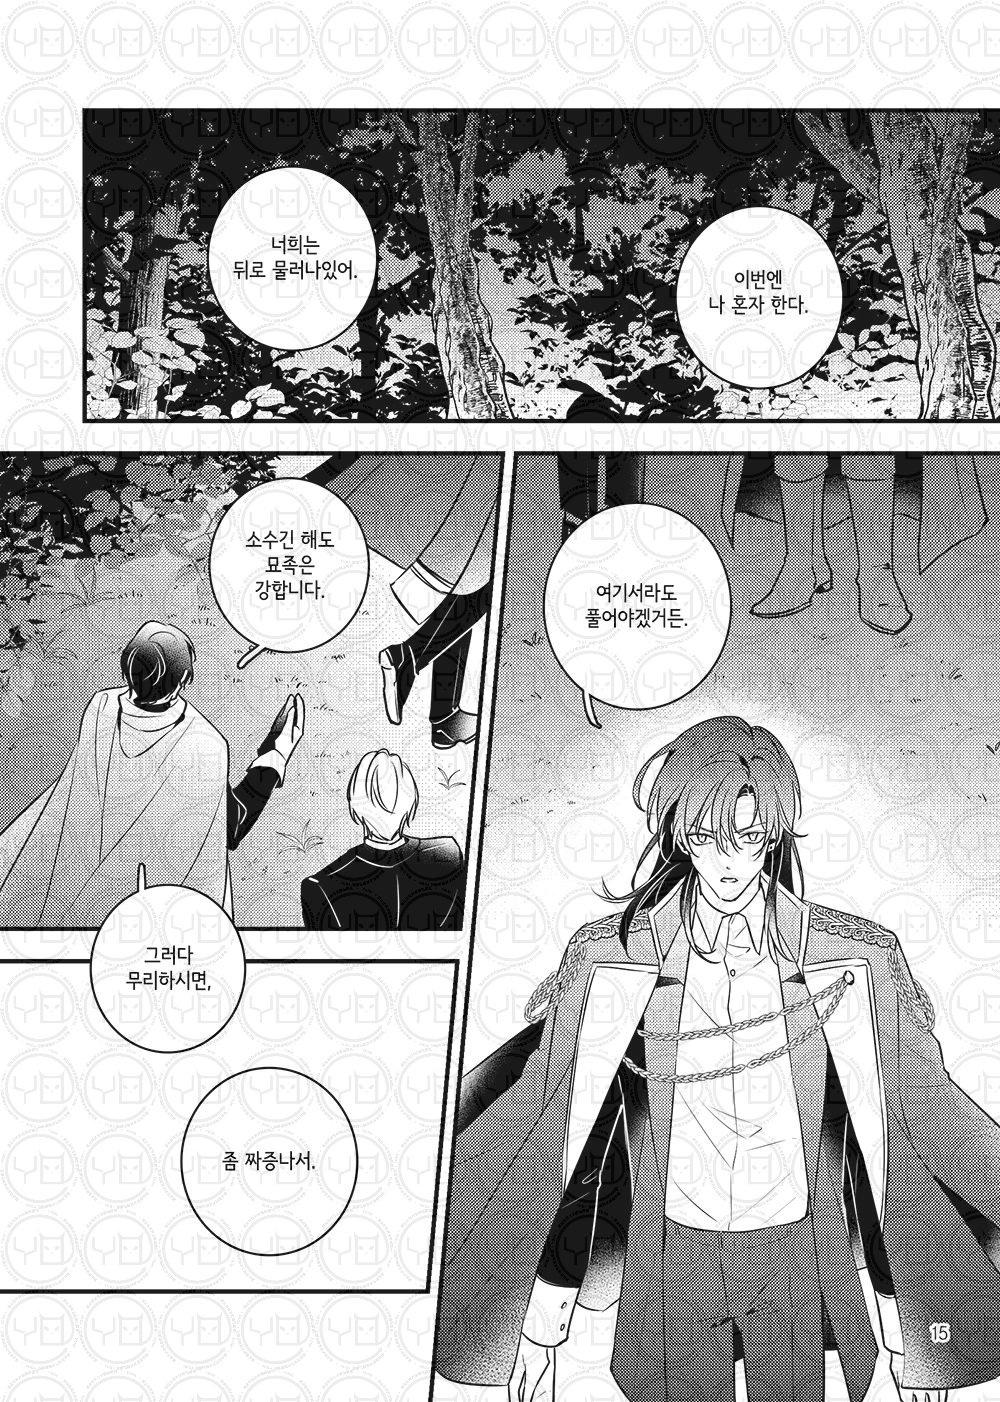 너희는
뒤로 물러나있어.
이번엔
나 혼자 한다.
소수긴 해도
묘족은
강합니다.
그러다
무리하시면,
좀 짜증나서.
여기서라도
풀어야겠거든.
15